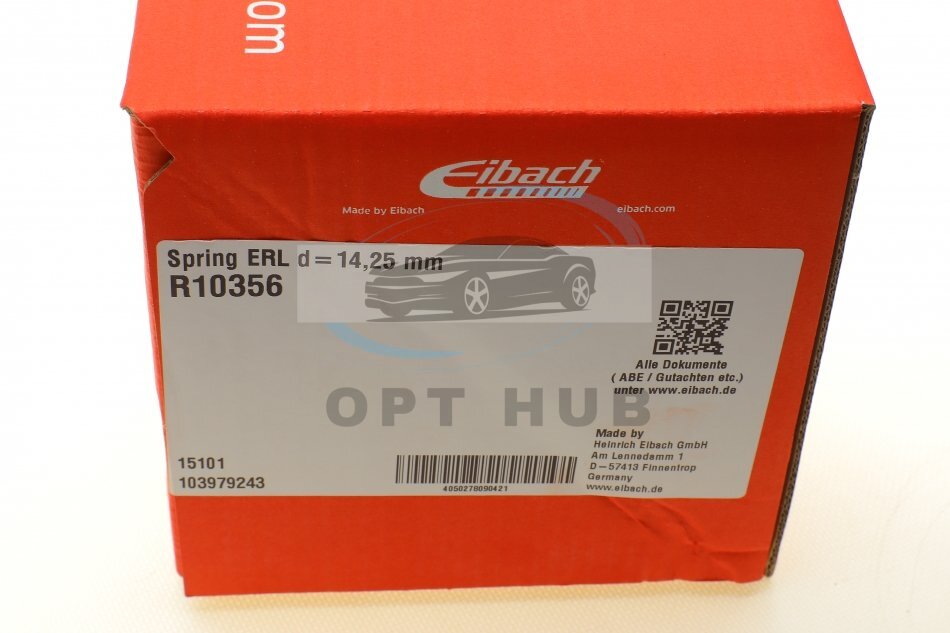 om
Eibach
Made by Eibach
eibach.com
Spring ERL d=14,25 mm
R10356
Alle Dokumente
( ABE / Gutachten etc.)
unter www.eibach.de
OPT HUB
Made by
Heinrich Eibach GmbH
Am Lennedamm 1
D-57413 Finnentrop
Germany
www.eibach.de
15101
103979243
4050278090421